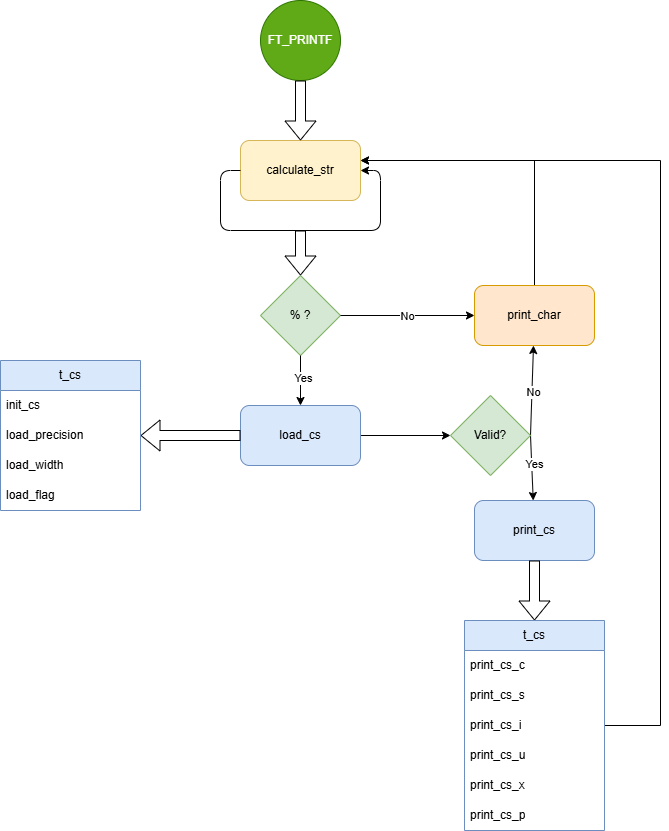 FT_PRINTF
calculate_str
% ?
No
print_char
Yes
No
t_cs
init_cs
load_precision
load_width
load_flag
load_cs
Valid?
Yes
print_cs
t_cs
print_cs_c
print_cs_s
print_cs_i
print_cs_u
print_cs_x
print_cs_p